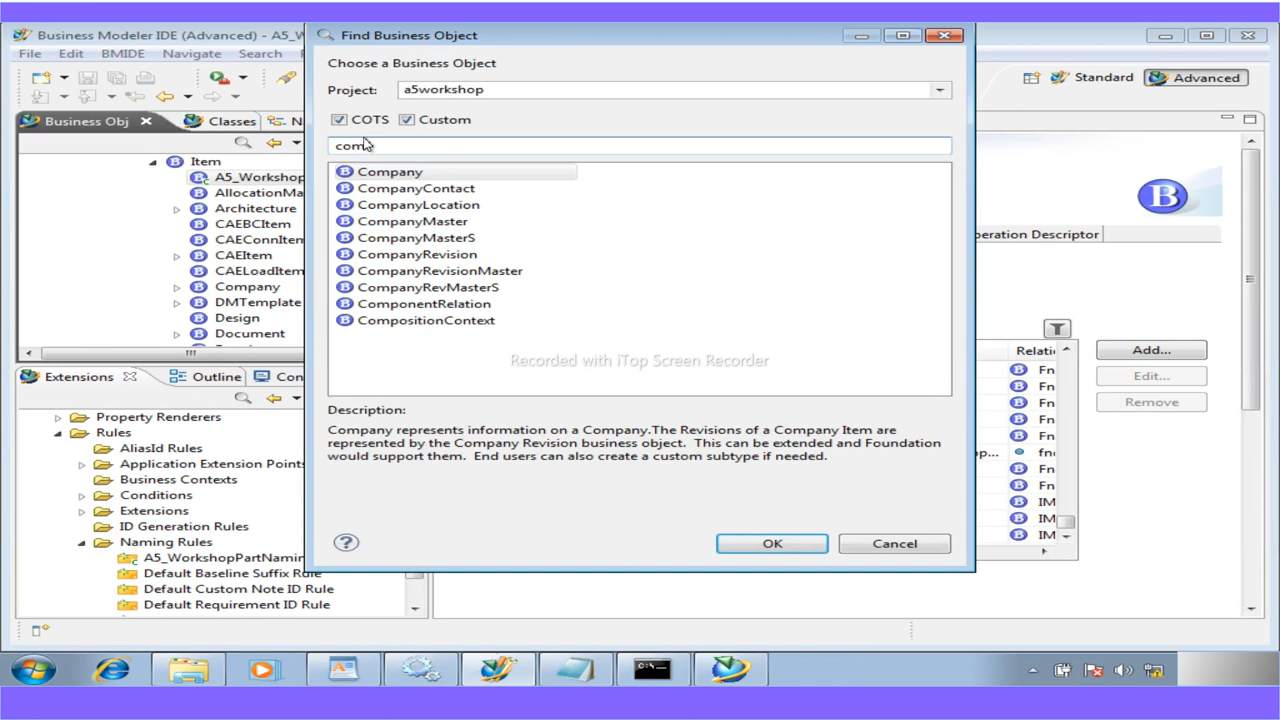 Business Modeler IDE (Advanced) - A5_W
Find Business Object
File Edit BMIDE Navigate Search
Choose a Business Object
Project: a5workshop
Standard
Advanced
COTS Custom
Business Obj
Classes
com
Item
A5_Workshop
AllocationMa
Architecture
CAEBCItem
CAEConnItem
CAEItem
CAELoadItem
Company
DMTemplate
Design
Document
Company
CompanyContact
CompanyLocation
CompanyMaster
CompanyMasterS
CompanyRevision
CompanyRevisionMaster
CompanyRevMasterS
ComponentRelation
CompositionContext
Recorded with iTop Screen Recorder
peration Descriptor
Relati
Fn
Fn
Fn
Fn
Fn
p... fn
Fn
Fn
IM
IM
IM
Add...
Edit...
Remove
Extensions
Outline
Con
Property Renderers
Rules
AliasId Rules
Application Extension Points
Business Contexts
Conditions
Extensions
ID Generation Rules
Naming Rules
A5_WorkshopPartNamin
Default Baseline Suffix Rule
Default Custom Note ID Rule
Default Requirement ID Rule
Description:
Company represents information on a Company.The Revisions of a Company Item are
represented by the Company Revision business object. This can be extended and Foundation
would support them. End users can also create a custom subtype if needed.
OK
Cancel